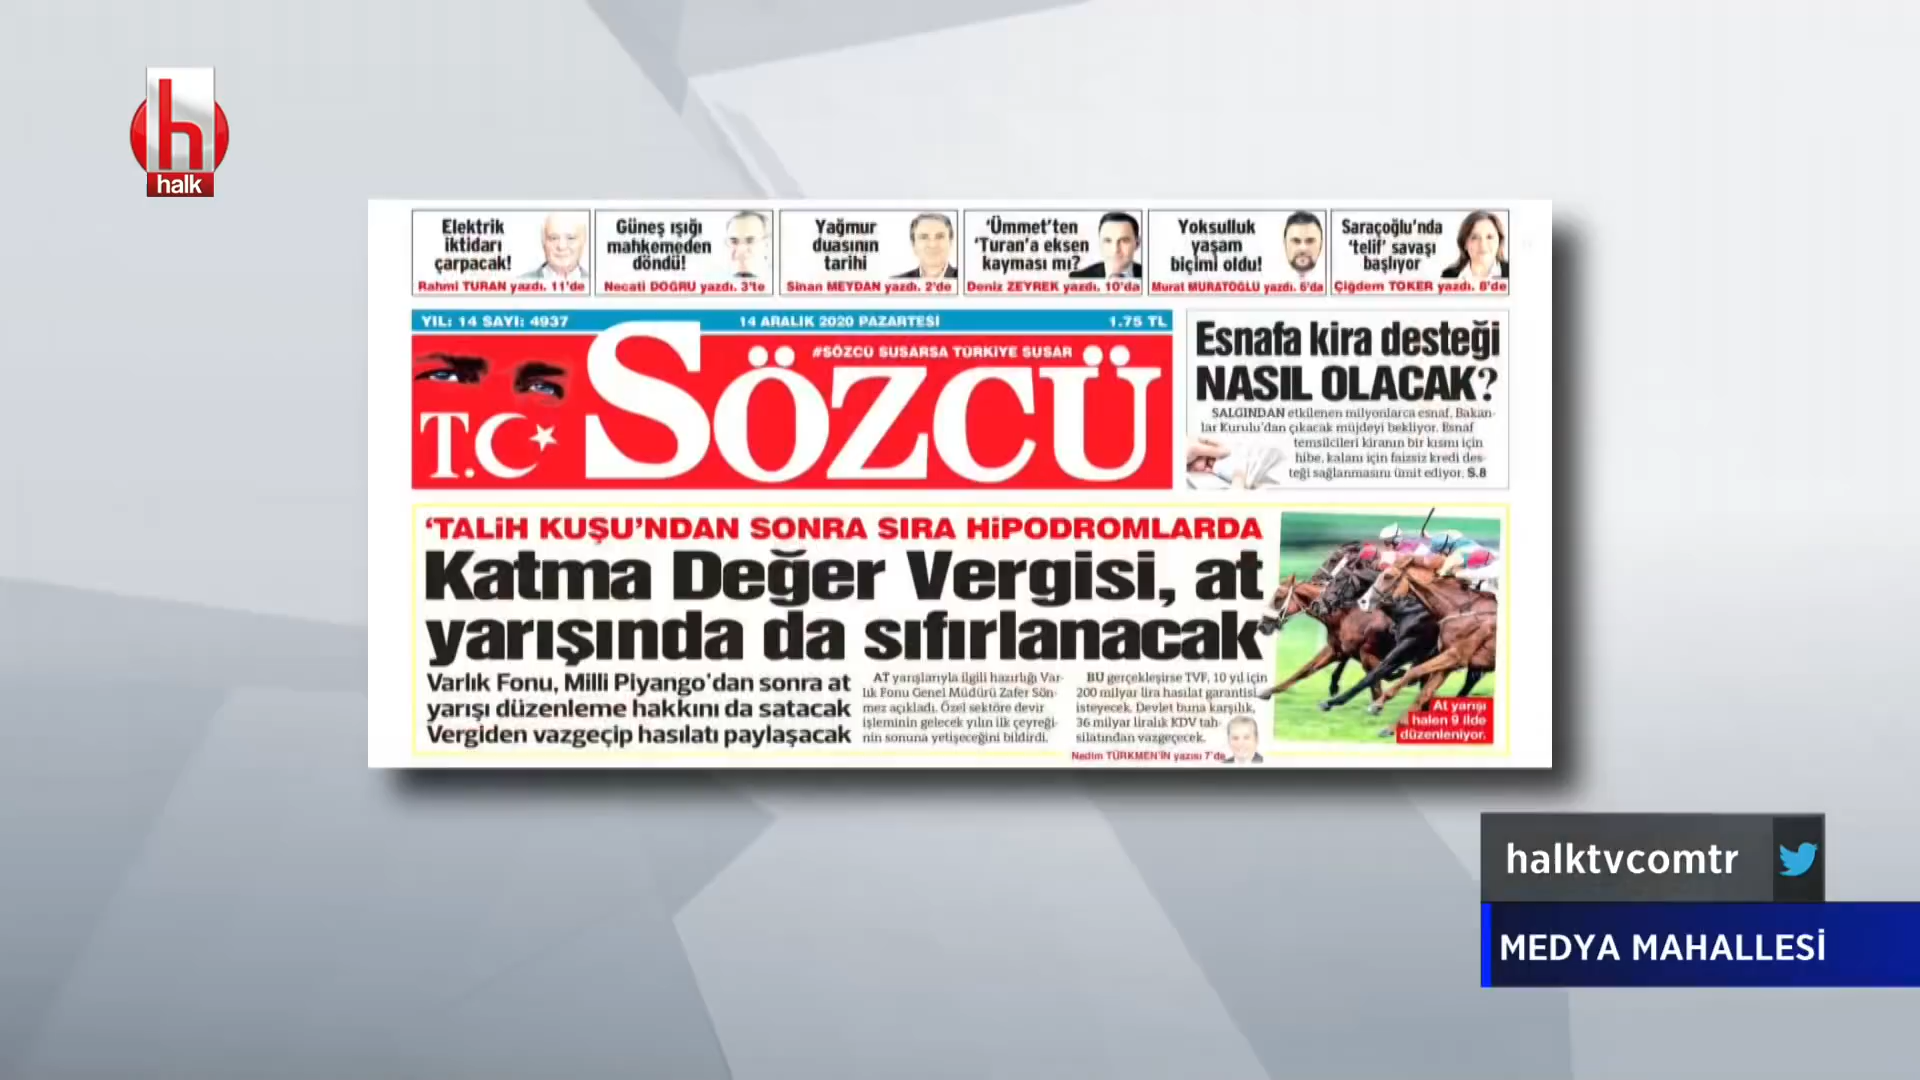 h
halk
Elektrik
iktidarı
çarpacak!
Rahmi TURAN yazdı. 11'de
Güneş ışığı
mahkemeden
döndü!
Necati DOĞRU yazdı. 3'te
Yağmur
duasının
tarihi
Sinan MEYDAN yazdı. 2'de
'Ümmet'ten
'Turan'a eksen
kayması mı?
Deniz ZEYREK yazdı. 10'da
Yoksulluk
yaşam
biçimi oldu!
Murat MURATOĞLU yazdı. 6'da
Saraçoğlu'nda
'telif' savaşı
başlıyor
Çiğdem TOKER yazdı. 8'de
YIL: 14 SAYI: 4937
14 ARALIK 2020 PAZARTESİ
1.75 TL
#SÖZCÜ SUSARSA TÜRKİYE SUSAR
T.C
SÖZCÜ
Esnafa kira desteği
NASIL OLACAK?
SALGINDAN etkilenen milyonlarca esnaf, Bakan-
lar Kurulu'dan çıkacak müjdeyi bekliyor. Esnaf
temsilcileri kiranın bir kısmı için
hibe, kalanı için faizsiz kredi des-
teği sağlanmasını ümit ediyor. S.8
'TALİH KUŞU'NDAN SONRA SIRA HİPODROMLARDA
Katma Değer Vergisi, at
yarışında da sıfırlanacak
Varlık Fonu, Milli Piyango'dan sonra at
yarışı düzenleme hakkını da satacak
Vergiden vazgeçip hasılatı paylaşacak
AT yarışlarıyla ilgili hazırlığı Var-
lık Fonu Genel Müdürü Zafer Sön-
mez açıkladı. Özel sektöre devir
işleminin gelecek yılın ilk çeyreği-
nin sonuna yetişeceğini bildirdi.
BU gerçekleşirse TVF, 10 yıl için
200 milyar lira hasılat garantisi
isteyecek. Devlet buna karşılık,
36 milyar liralık KDV tah-
silatından vazgeçecek.
Nedim TÜRKMEN'İN yazısı 7'de
At yarışı
halen 9 ilde
düzenleniyor.
halktvcomtr
MEDYA MAHALLESİ